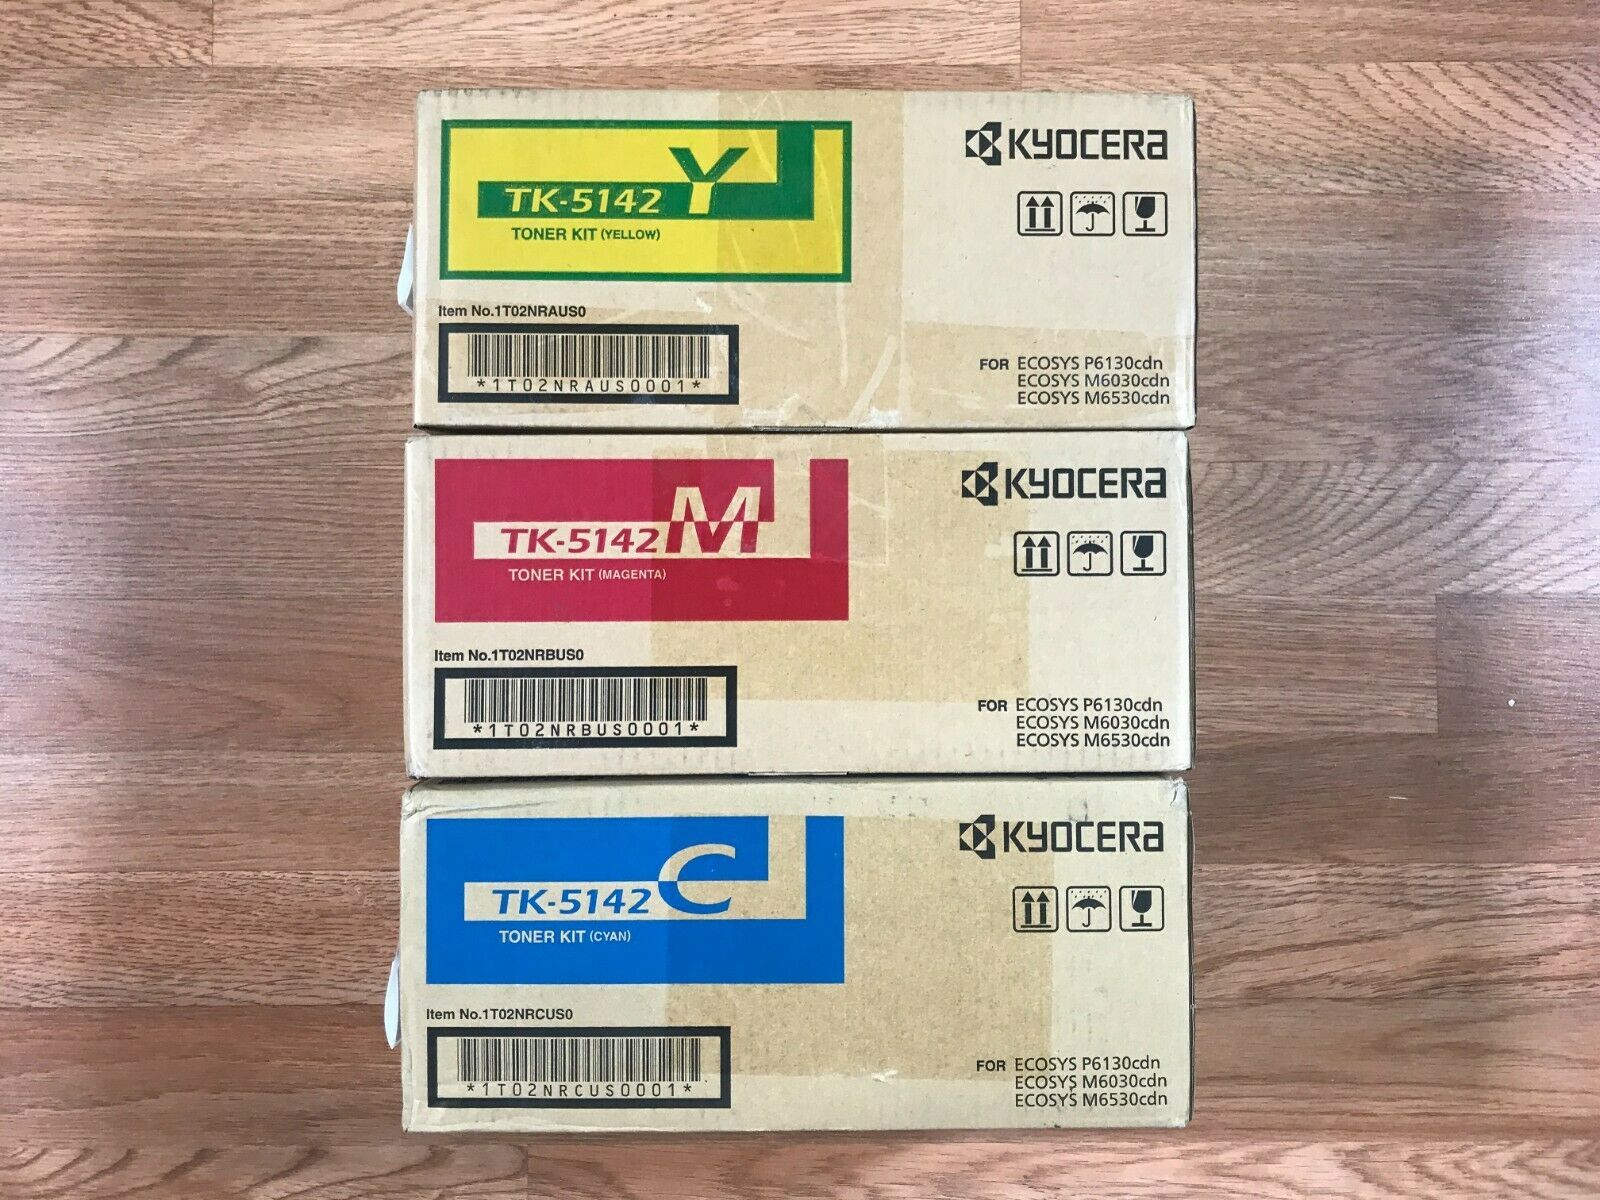 KYOCERA
TK-5142 Y
TONER KIT (YELLOW)
Item No.1T02NRAUS0
*1T02NRAUS0001*
FOR ECOSYS P6130cdn
ECOSYS M6030cdn
ECOSYS M6530cdn
KYOCERA
TK-5142 M
TONER KIT (MAGENTA)
Item No.1T02NRBUS0
*1T02NRBUS0001*
FOR ECOSYS P6130cdn
ECOSYS M6030cdn
ECOSYS M6530cdn
KYOCERA
TK-5142 C
TONER KIT (CYAN)
Item No.1T02NRCUS0
*1T02NRCUS0001*
FOR ECOSYS P6130cdn
ECOSYS M6030cdn
ECOSYS M6530cdn